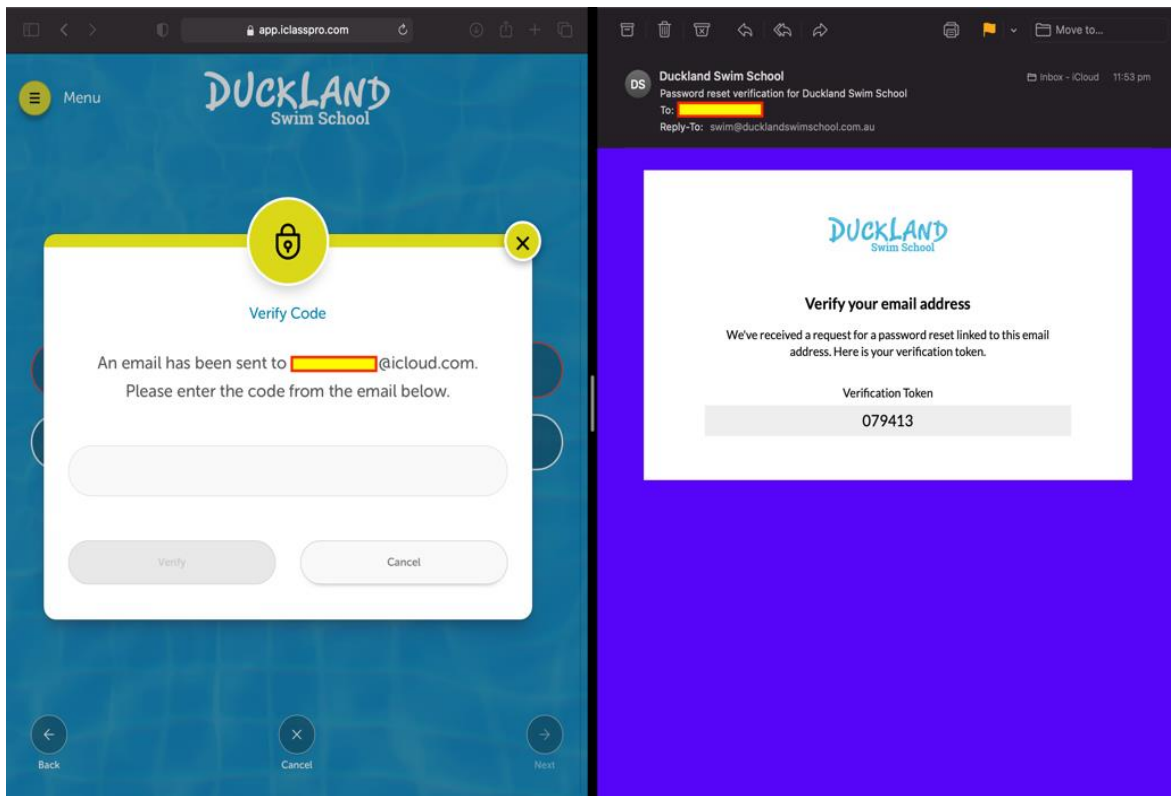 app.iclasspro.com
Menu
DUCKLAND
Swim School
Verify Code
An email has been sent to @icloud.com.
Please enter the code from the email below.
Verify
Cancel
Back
Cancel
Next
Move to...
DS
Duckland Swim School
Inbox - iCloud 11:53 pm
Password reset verification for Duckland Swim School
To:
Reply-To: swim@ducklandswimschool.com.au
DUCKLAND
Swim School
Verify your email address
We've received a request for a password reset linked to this email
address. Here is your verification token.
Verification Token
079413